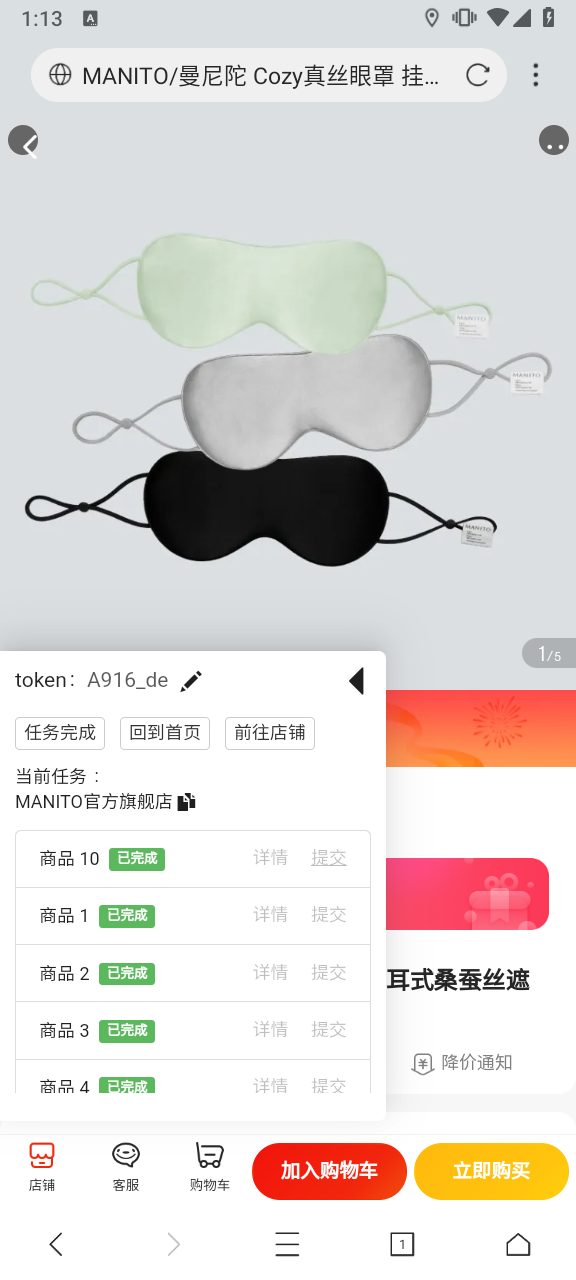 1:13
A
MANITO/曼尼陀 Cozy真丝眼罩 挂...
MANITO
MANITO
MANITO
1/5
token: A916_de
任务完成 回到首页 前往店铺
当前任务：
MANITO官方旗舰店
商品 10 已完成 详情 提交
商品 1 已完成 详情 提交
商品 2 已完成 详情 提交
耳式桑蚕丝遮
商品 3 已完成 详情 提交
降价通知
商品 4 已完成 详情 提交
店铺 客服 购物车 加入购物车 立即购买
1